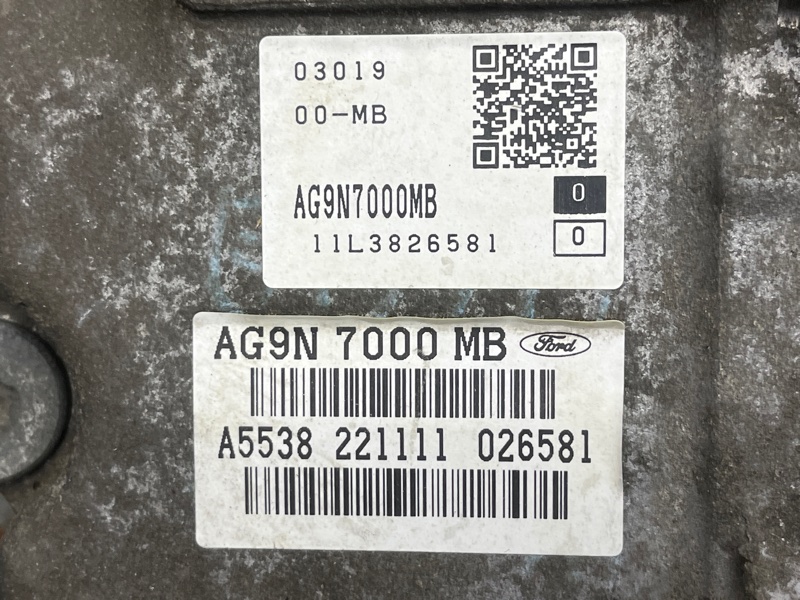 03019
00-MB
AG9N7000MB
0
11L3826581
0
AG9N 7000 MB Ford
A5538 221111 026581